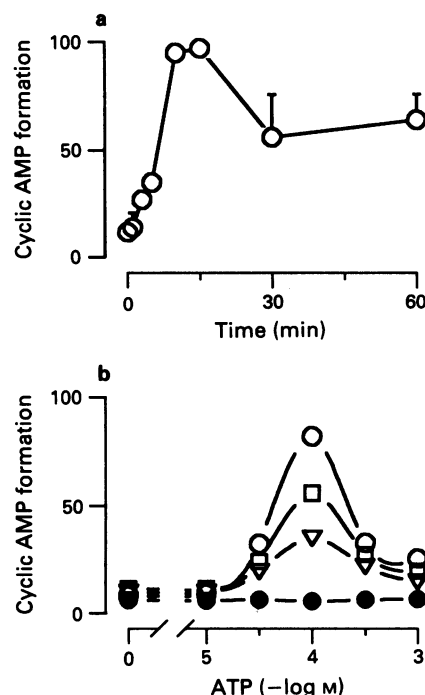 a
Cyclic AMP formation
100
50
0
0 30 60
Time (min)
b
Cyclic AMP formation
100
50
0
0 5 4 3
ATP (−log M)